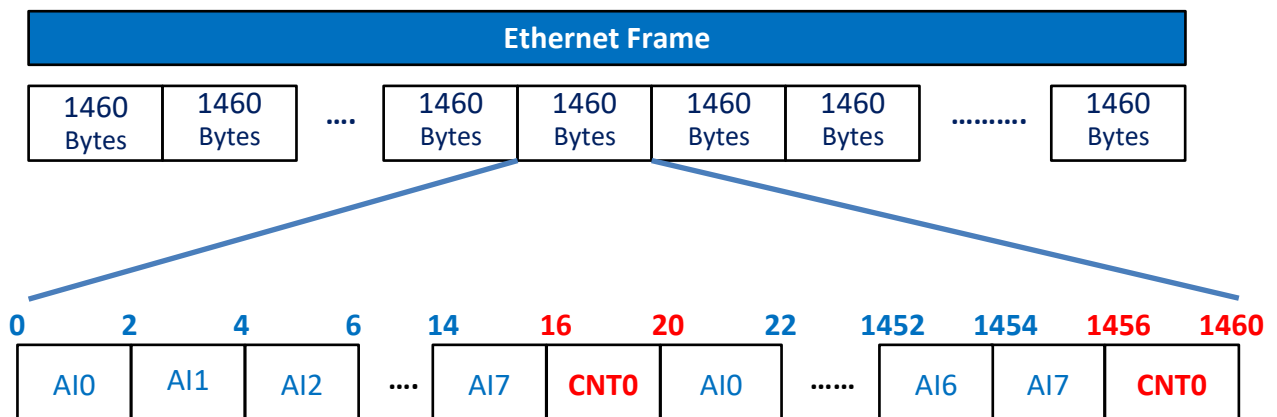 Ethernet Frame
1460 1460 1460 1460 1460 1460 1460
Bytes Bytes …. Bytes Bytes Bytes Bytes ………. Bytes
0 2 4 6 14 16 20 22 1452 1454 1456 1460
AI0 AI1 AI2 …. AI7 CNT0 AI0 …… AI6 AI7 CNT0